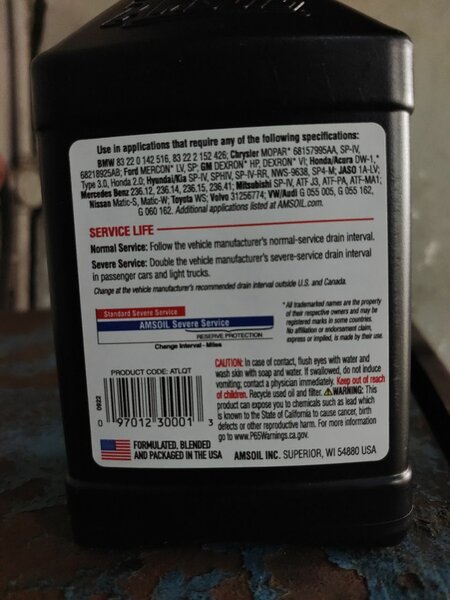 Use in applications that require any of the following specifications:
BMW 83 22 0 142 516, 83 22 2 152 426; Chrysler MOPAR* 68157995AA, SP-IV,
68218925AB; Ford MERCON* LV, SP; GM DEXRON* HP, DEXRON* VI; Honda/Acura DW-1,*
Type 3.0, Honda 2.0; Hyundai/Kia SP-IV, SPHIV, SP-IV-RR, NWS-9638, SP4-M; JASO 1A-LV;
Mercedes Benz 236.12, 236.14, 236.15, 236.41; Mitsubishi SP-IV, ATF J3, ATF-PA, ATF-MA1;
Nissan Matic-S, Matic-W; Toyota WS; Volvo 31256774; VW/Audi G 055 005, G 055 162,
G 060 162. Additional applications listed at AMSOIL.com.
SERVICE LIFE
Normal Service: Follow the vehicle manufacturer's normal-service drain interval.
Severe Service: Double the vehicle manufacturer's severe-service drain interval
in passenger cars and light trucks.
Change at the vehicle manufacturer's recommended drain interval outside U.S. and Canada.
Standard Severe Service
AMSOIL Severe Service
RESERVE PROTECTION
Change Interval - Miles
* All trademarked names are the property
of their respective owners and may be
registered marks in some countries.
No affiliation or endorsement claim,
express or implied, is made by their use.
PRODUCT CODE: ATLQT
0922
0 97012 30001 3
CAUTION: In case of contact, flush eyes with water and
wash skin with soap and water. If swallowed, do not induce
vomiting; contact a physician immediately. Keep out of reach
of children. Recycle used oil and filter. ⚠WARNING: This
product can expose you to chemicals such as lead which
is known to the State of California to cause cancer, birth
defects or other reproductive harm. For more information
go to www.P65Warnings.ca.gov.
FORMULATED, BLENDED
AND PACKAGED IN THE USA
AMSOIL INC. SUPERIOR, WI 54880 USA